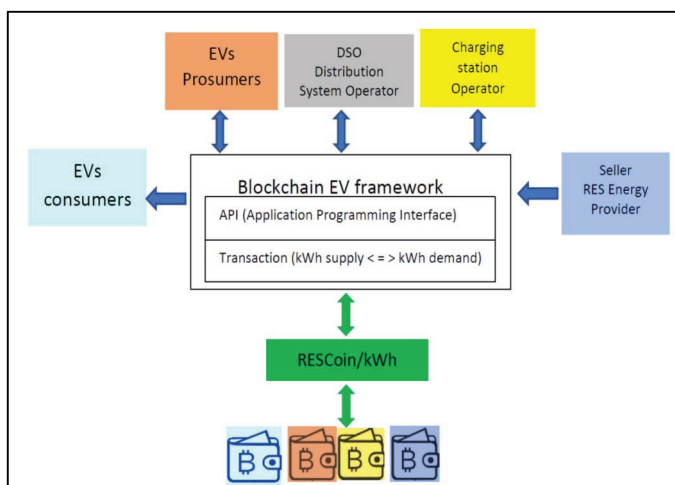 EVs
Prosumers
DSO
Distribution
System Operator
Charging
station
Operator
EVs
consumers
Blockchain EV framework
API (Application Programming Interface)
Transaction (kWh supply < = > kWh demand)
Seller
RES Energy
Provider
RESCoin/kWh